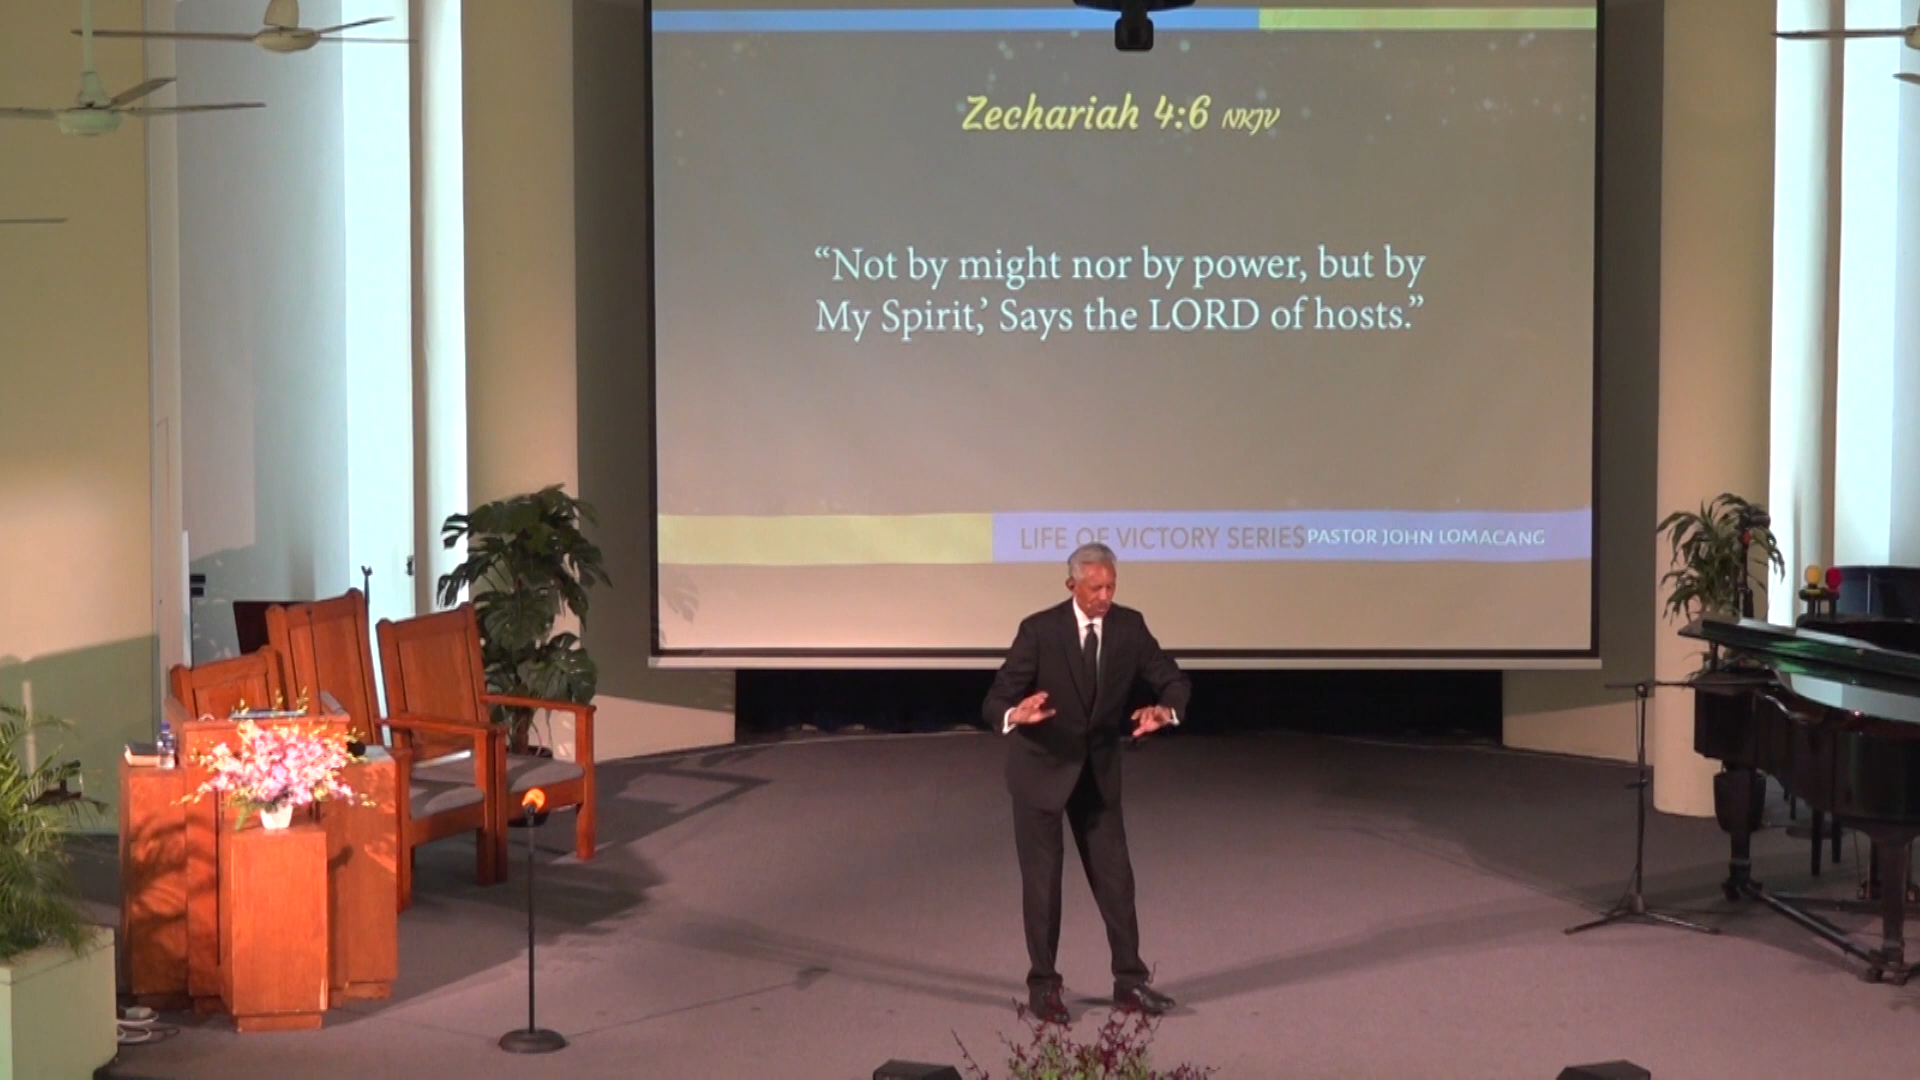 Zechariah 4:6 NKJV
“Not by might nor by power, but by
My Spirit,’ Says the LORD of hosts.”
LIFE OF VICTORY SERIES PASTOR JOHN LOMACANG